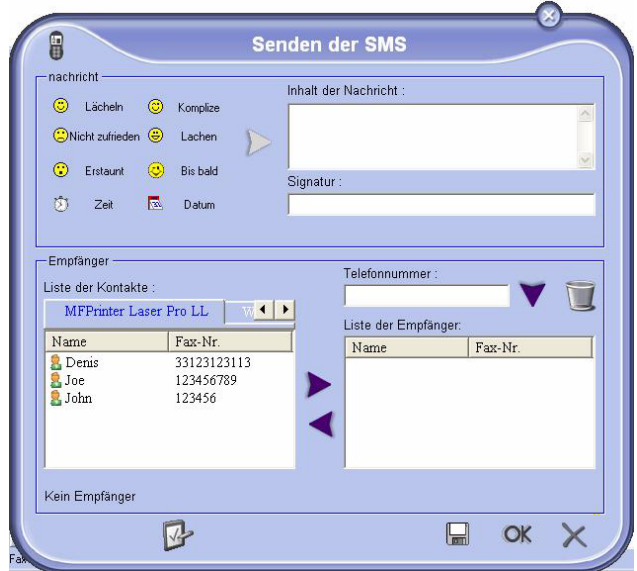 Senden der SMS
nachricht
Inhalt der Nachricht :
Lächeln Komplize
Nicht zufrieden Lachen
Erstaunt Bis bald
Signatur :
Zeit Datum
Empfänger
Telefonnummer :
Liste der Kontakte :
MFPrinter Laser Pro LL
Liste der Empfänger:
Name Fax-Nr.
Name Fax-Nr.
Denis 33123123113
Joe 123456789
John 123456
Kein Empfänger
OK